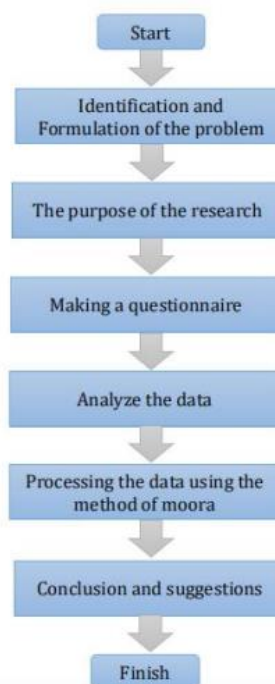 Start
Identification and
Formulation of the problem
The purpose of the research
Making a questionnaire
Analyze the data
Processing the data using the
method of moora
Conclusion and suggestions
Finish